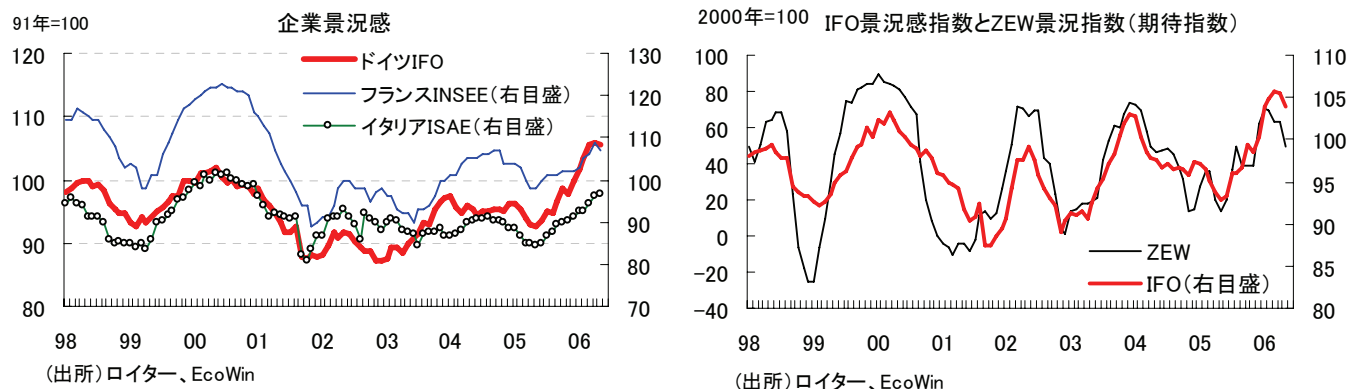 91年=100
企業景況感
120
110
100
90
80
130
120
110
100
90
80
70
ドイツIFO
フランスINSEE(右目盛)
イタリアISAE(右目盛)
98 99 00 01 02 03 04 05 06
(出所)ロイター、EcoWin
2000年=100
IFO景況感指数とZEW景況指数(期待指数)
100
80
60
40
20
0
-20
-40
110
105
100
95
90
85
80
ZEW
IFO(右目盛)
98 99 00 01 02 03 04 05 06
(出所)ロイター、EcoWin